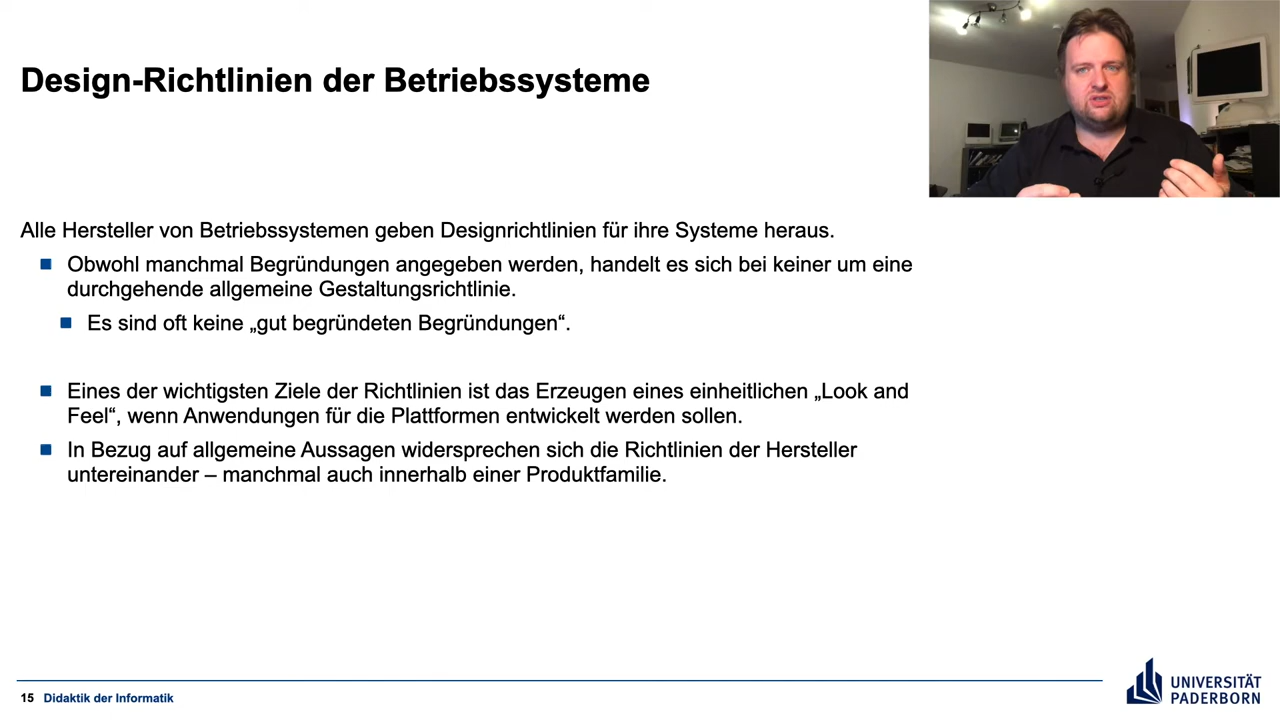 Design-Richtlinien der Betriebssysteme
Alle Hersteller von Betriebssystemen geben Designrichtlinien für ihre Systeme heraus.
Obwohl manchmal Begründungen angegeben werden, handelt es sich bei keiner um eine
durchgehende allgemeine Gestaltungsrichtlinie.
Es sind oft keine „gut begründeten Begründungen“.
Eines der wichtigsten Ziele der Richtlinien ist das Erzeugen eines einheitlichen „Look and
Feel“, wenn Anwendungen für die Plattformen entwickelt werden sollen.
In Bezug auf allgemeine Aussagen widersprechen sich die Richtlinien der Hersteller
untereinander – manchmal auch innerhalb einer Produktfamilie.
15 Didaktik der Informatik
UNIVERSITÄT
PADERBORN